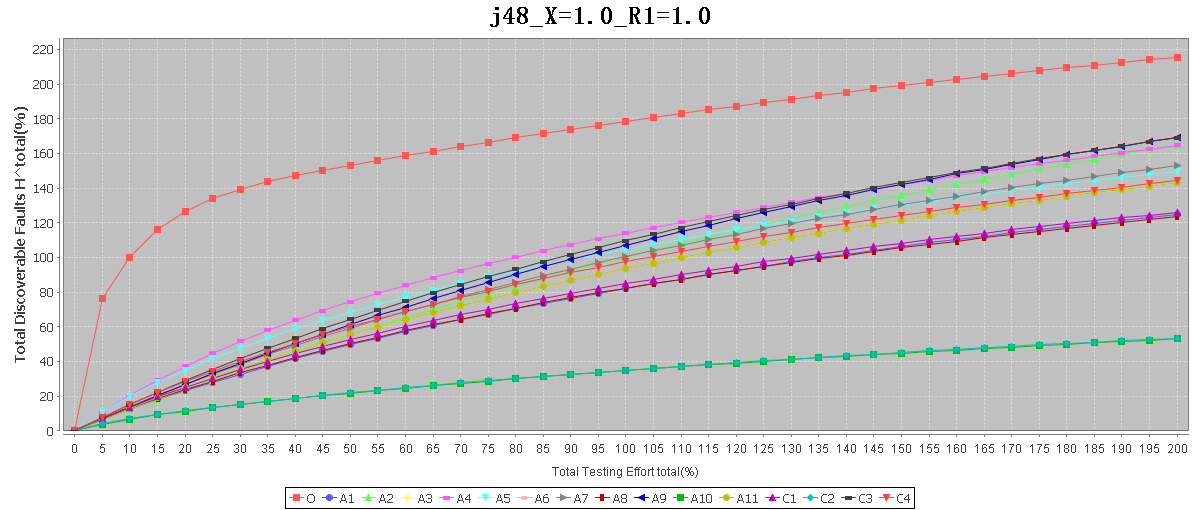 j48_X=1.0_R1=1.0
Total Discoverable Faults H^total(%)
220
200
180
160
140
120
100
80
60
40
20
0
0 5 10 15 20 25 30 35 40 45 50 55 60 65 70 75 80 85 90 95 100 105 110 115 120 125 130 135 140 145 150 155 160 165 170 175 180 185 190 195 200
Total Testing Effort total(%)
O A1 A2 A3 A4 A5 A6 A7 A8 A9 A10 A11 C1 C2 C3 C4